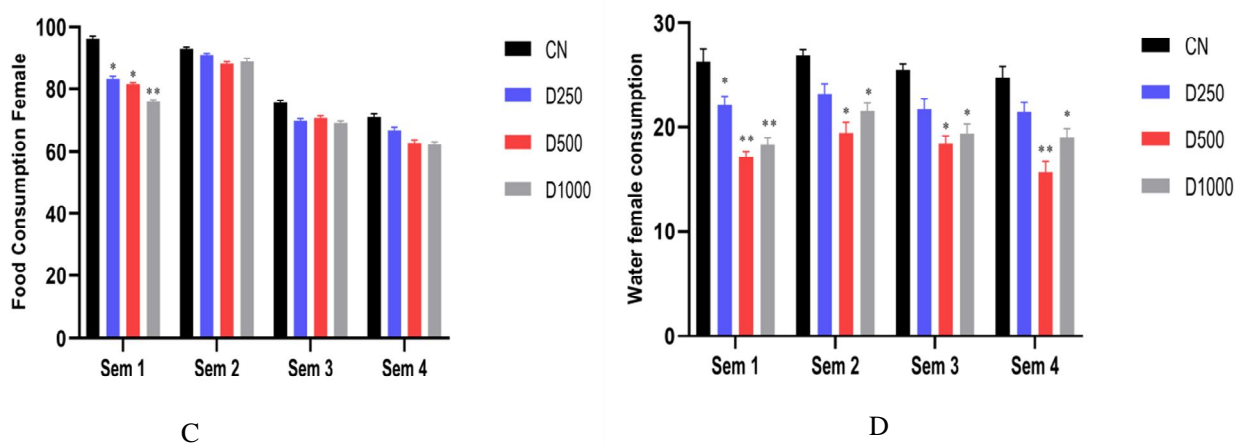 Food Consumption Female
100
80
60
40
20
0
* * **
Sem 1 Sem 2 Sem 3 Sem 4
CN
D250
D500
D1000
C
Water female consumption
30
20
10
0
* ** **
* *
* *
** *
Sem 1 Sem 2 Sem 3 Sem 4
CN
D250
D500
D1000
D